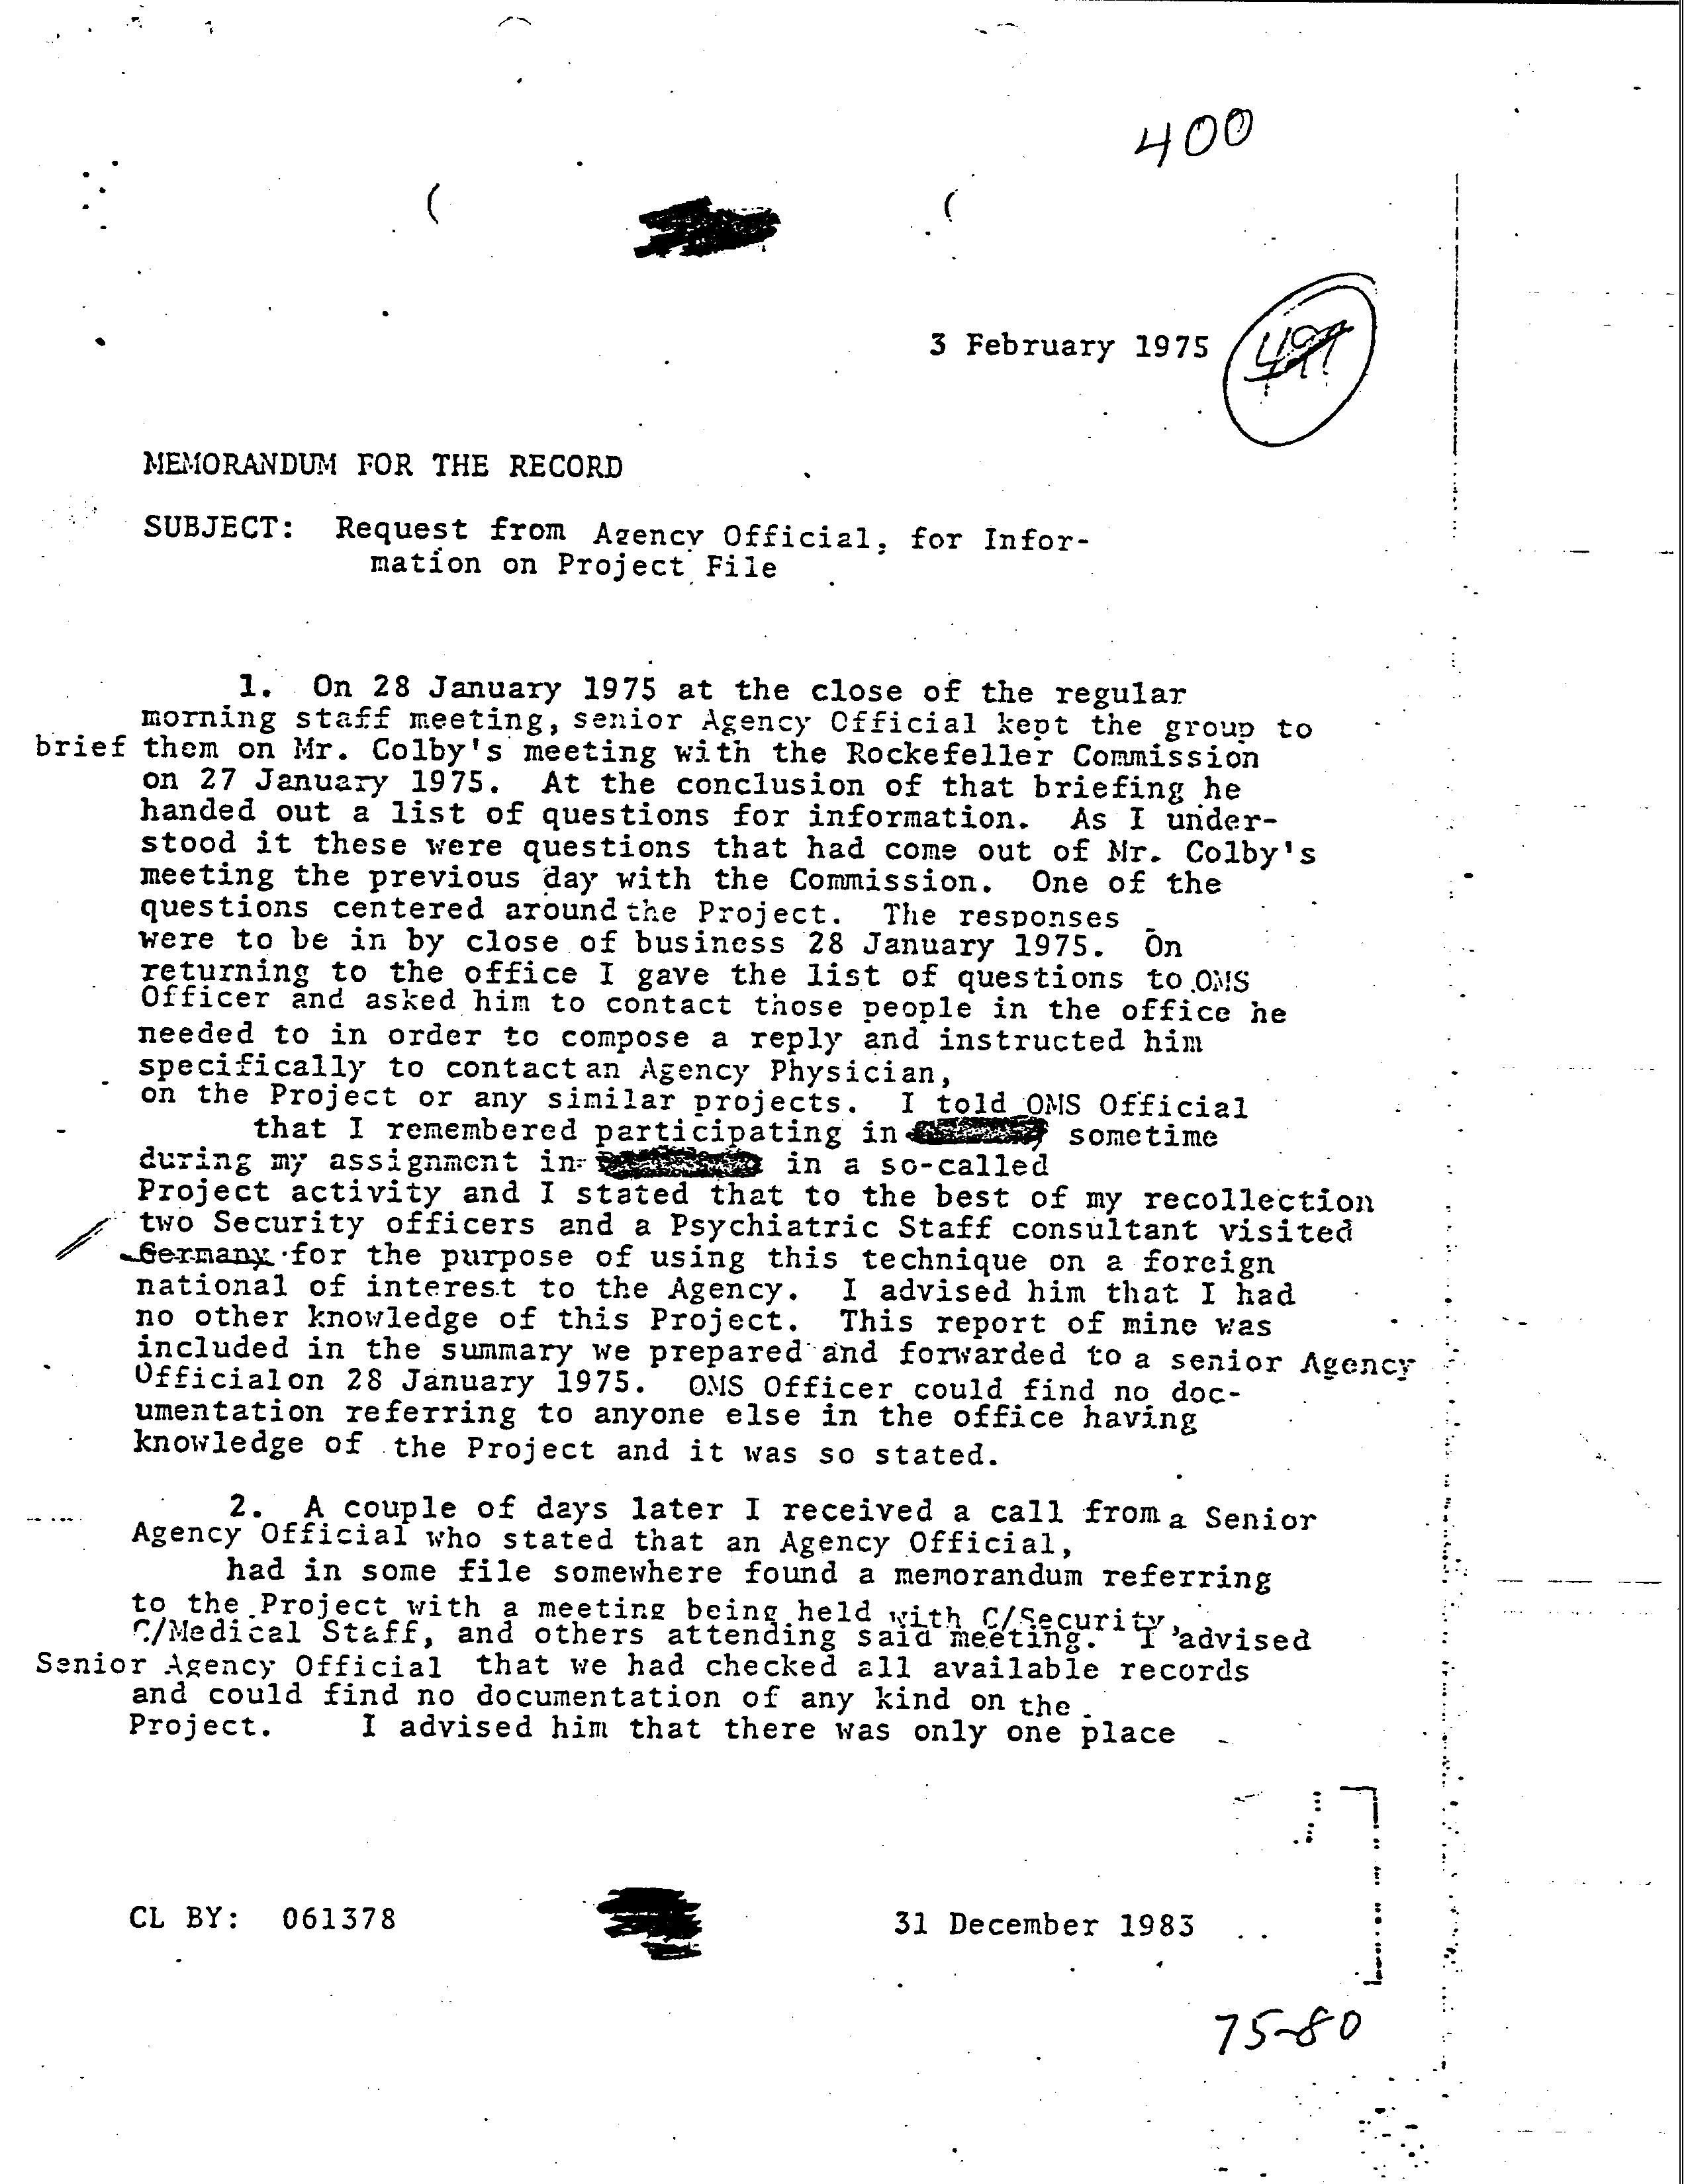 400
3 February 1975
MEMORANDUM FOR THE RECORD
SUBJECT: Request from Agency Official, for Infor-
mation on Project File
1. On 28 January 1975 at the close of the regular
morning staff meeting, senior Agency Official kept the group to
brief them on Mr. Colby's meeting with the Rockefeller Commission
on 27 January 1975. At the conclusion of that briefing he
handed out a list of questions for information. As I under-
stood it these were questions that had come out of Mr. Colby's
meeting the previous day with the Commission. One of the
questions centered around the Project. The responses
were to be in by close of business 28 January 1975. On
returning to the office I gave the list of questions to OMS
Officer and asked him to contact those people in the office he
needed to in order to compose a reply and instructed him
specifically to contact an Agency Physician,
on the Project or any similar projects. I told OMS Official
that I remembered participating in sometime
during my assignment in in a so-called
Project activity and I stated that to the best of my recollection
two Security officers and a Psychiatric Staff consultant visited
Germany for the purpose of using this technique on a foreign
national of interest to the Agency. I advised him that I had
no other knowledge of this Project. This report of mine was
included in the summary we prepared and forwarded to a senior Agency
Official on 28 January 1975. OMS Officer could find no doc-
umentation referring to anyone else in the office having
knowledge of the Project and it was so stated.
2. A couple of days later I received a call from a Senior
Agency Official who stated that an Agency Official,
had in some file somewhere found a memorandum referring
to the Project with a meeting being held with C/Security,
C/Medical Staff, and others attending said meeting. I advised
Senior Agency Official that we had checked all available records
and could find no documentation of any kind on the
Project. I advised him that there was only one place
CL BY: 061378
31 December 1983
75-80